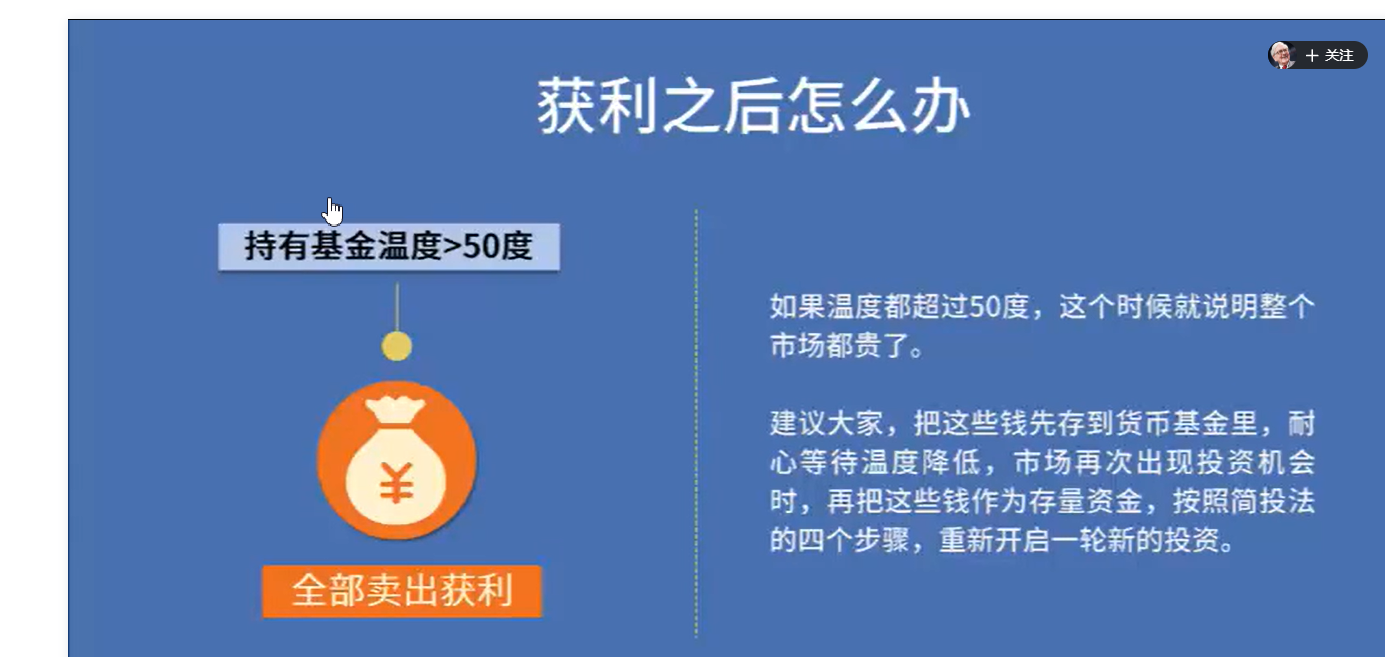 + 关注
获利之后怎么办
持有基金温度>50度
¥
全部卖出获利
如果温度都超过50度，这个时候就说明整个
市场都贵了。
建议大家，把这些钱先存到货币基金里，耐
心等待温度降低，市场再次出现投资机会
时，再把这些钱作为存量资金，按照简投法
的四个步骤，重新开启一轮新的投资。